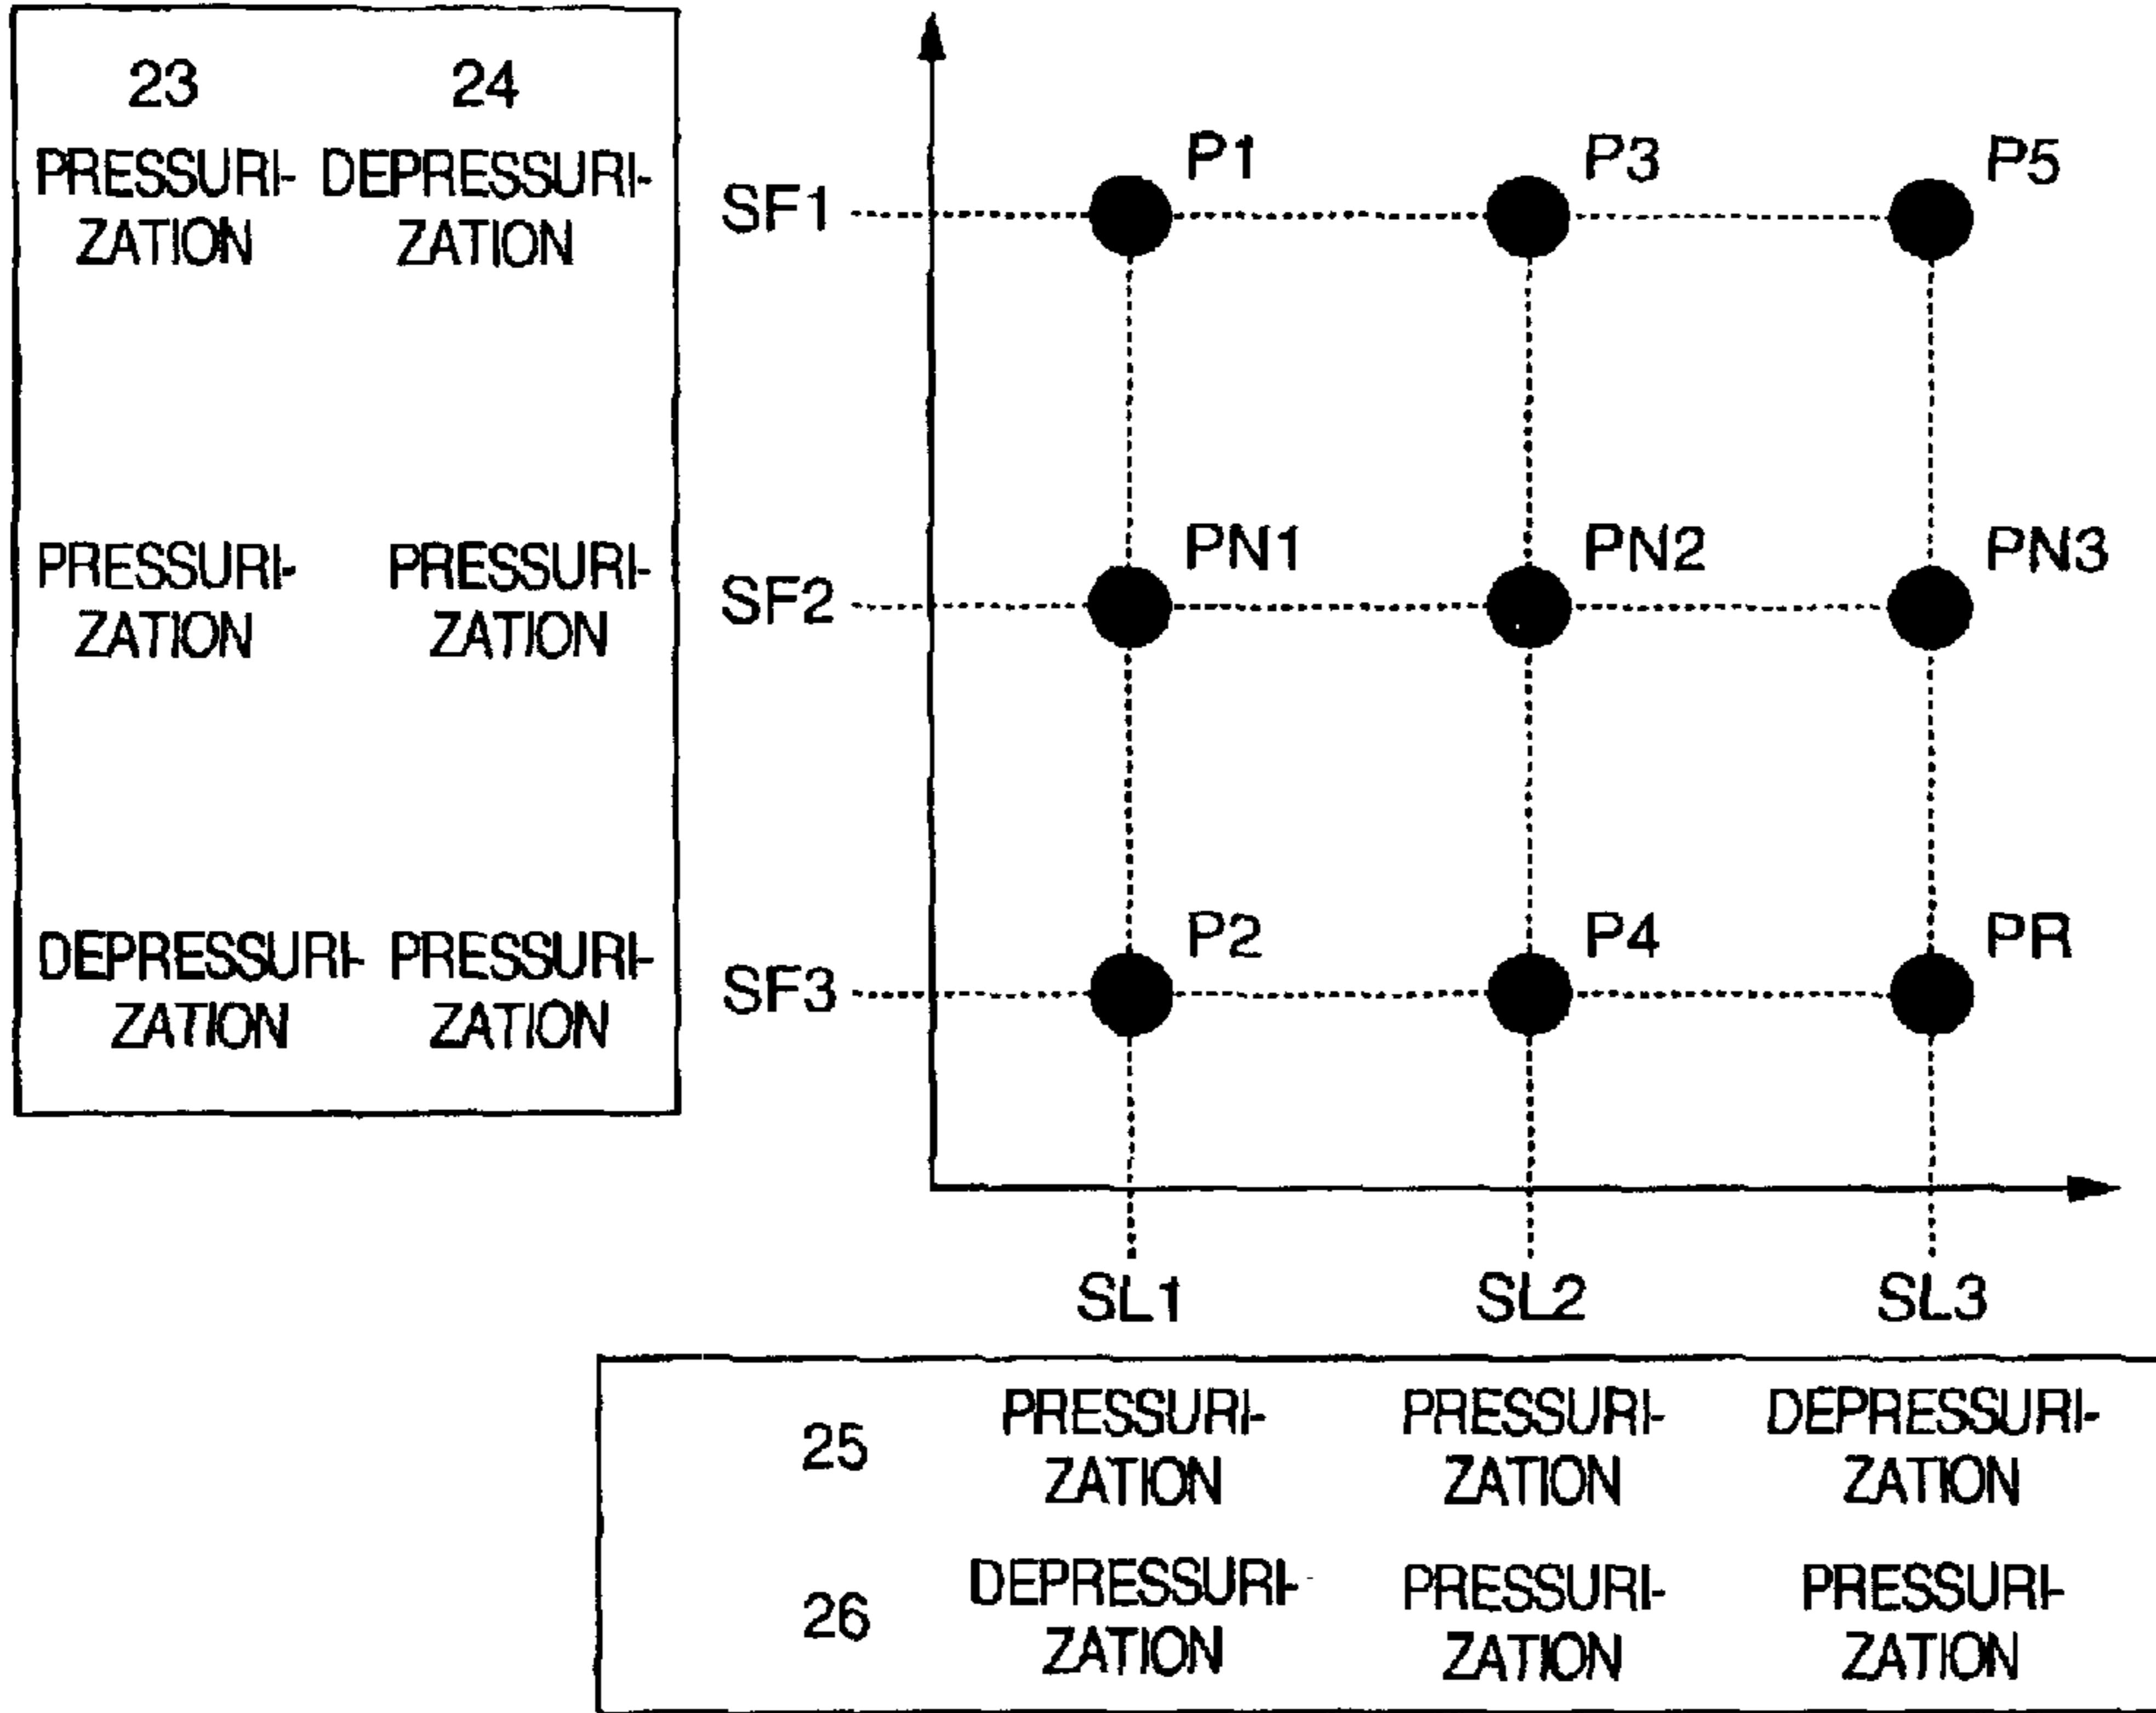 23 24
PRESSURI- DEPRESSURI-
ZATION ZATION
PRESSURI- PRESSURI-
ZATION ZATION
DEPRESSURI- PRESSURI-
ZATION ZATION
P1 P3 P5
SF1
PN1 PN2 PN3
SF2
P2 P4 PR
SF3
SL1 SL2 SL3
25 PRESSURI- PRESSURI- DEPRESSURI-
ZATION ZATION ZATION
26 DEPRESSURI- PRESSURI- PRESSURI-
ZATION ZATION ZATION